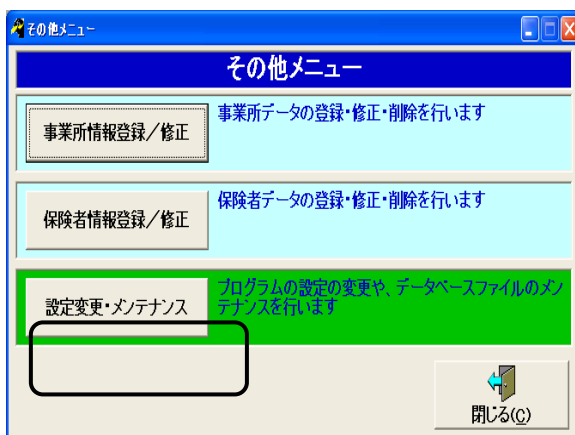 その他メニュー
その他メニュー
事業所情報登録／修正
事業所データの登録・修正・削除を行います
保険者情報登録／修正
保険者データの登録・修正・削除を行います
設定変更・メンテナンス
プログラムの設定の変更や、データベースファイルのメン
テナンスを行います
閉じる(C)